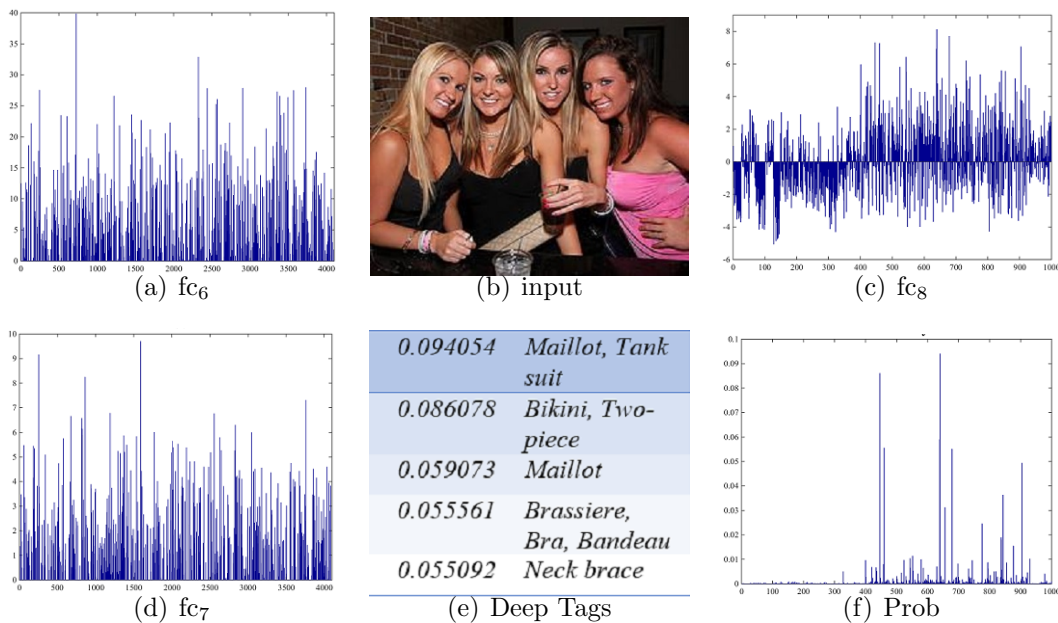 40
35
30
25
20
15
10
5
0
0 500 1000 1500 2000 2500 3000 3500 4000
(a) fc6
(b) input
8
6
4
2
0
-2
-4
-6
0 100 200 300 400 500 600 700 800 900 1000
(c) fc8
10
9
8
7
6
5
4
3
2
1
0
0 500 1000 1500 2000 2500 3000 3500 4000
(d) fc7
0.094054 Maillot, Tank
suit
0.086078 Bikini, Two-
piece
0.059073 Maillot
0.055561 Brassiere,
Bra, Bandeau
0.055092 Neck brace
(e) Deep Tags
0.1
0.09
0.08
0.07
0.06
0.05
0.04
0.03
0.02
0.01
0
0 100 200 300 400 500 600 700 800 900 1000
(f) Prob